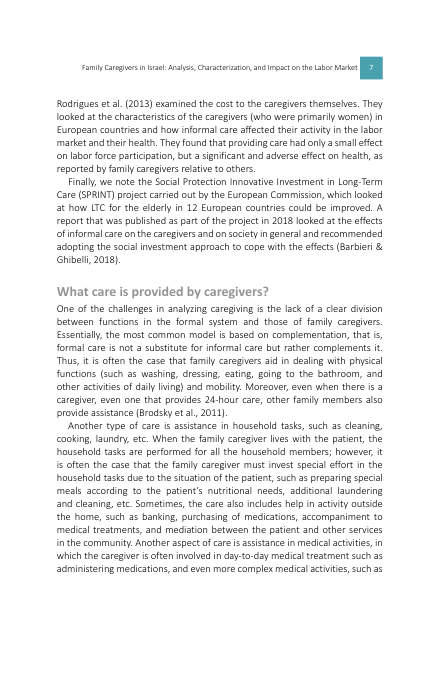 Family Caregivers in Israel: Analysis, Characterization, and Impact on the Labor Market 7
Rodrigues et al. (2013) examined the cost to the caregivers themselves. They
looked at the characteristics of the caregivers (who were primarily women) in
European countries and how informal care affected their activity in the labor
market and their health. They found that providing care had only a small effect
on labor force participation, but a significant and adverse effect on health, as
reported by family caregivers relative to others.
Finally, we note the Social Protection Innovative Investment in Long-Term
Care (SPRINT) project carried out by the European Commission, which looked
at how LTC for the elderly in 12 European countries could be improved. A
report that was published as part of the project in 2018 looked at the effects
of informal care on the caregivers and on society in general and recommended
adopting the social investment approach to cope with the effects (Barbieri &
Ghibelli, 2018).
What care is provided by caregivers?
One of the challenges in analyzing caregiving is the lack of a clear division
between functions in the formal system and those of family caregivers.
Essentially, the most common model is based on complementation, that is,
formal care is not a substitute for informal care but rather complements it.
Thus, it is often the case that family caregivers aid in dealing with physical
functions (such as washing, dressing, eating, going to the bathroom, and
other activities of daily living) and mobility. Moreover, even when there is a
caregiver, even one that provides 24-hour care, other family members also
provide assistance (Brodsky et al., 2011).
Another type of care is assistance in household tasks, such as cleaning,
cooking, laundry, etc. When the family caregiver lives with the patient, the
household tasks are performed for all the household members; however, it
is often the case that the family caregiver must invest special effort in the
household tasks due to the situation of the patient, such as preparing special
meals according to the patient's nutritional needs, additional laundering
and cleaning, etc. Sometimes, the care also includes help in activity outside
the home, such as banking, purchasing of medications, accompaniment to
medical treatments, and mediation between the patient and other services
in the community. Another aspect of care is assistance in medical activities, in
which the caregiver is often involved in day-to-day medical treatment such as
administering medications, and even more complex medical activities, such as